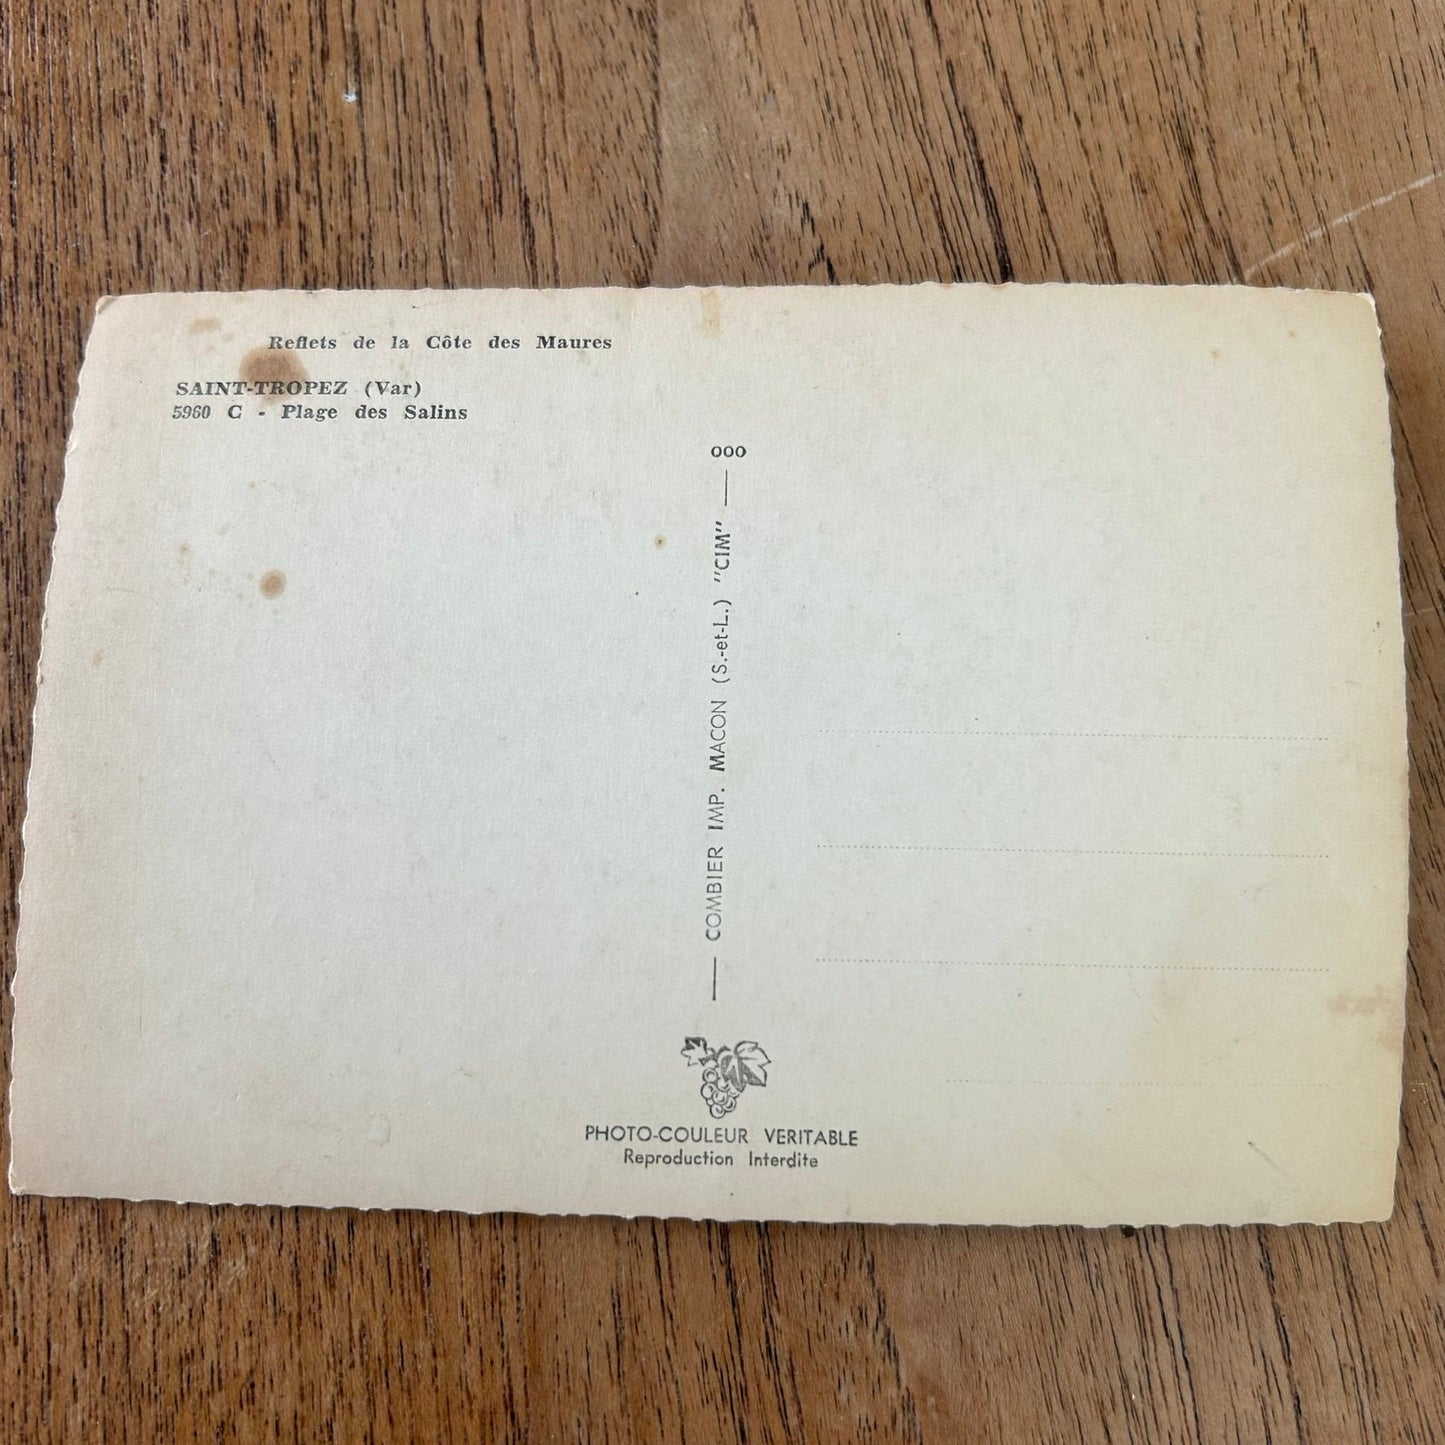 Reflets de la Côte des Maures
SAINT-TROPEZ (Var)
5960 C - Plage des Salins
ooo
COMBIER IMP. MACON (S.-et-L.) "CIM"
PHOTO-COULEUR VERITABLE
Reproduction Interdite